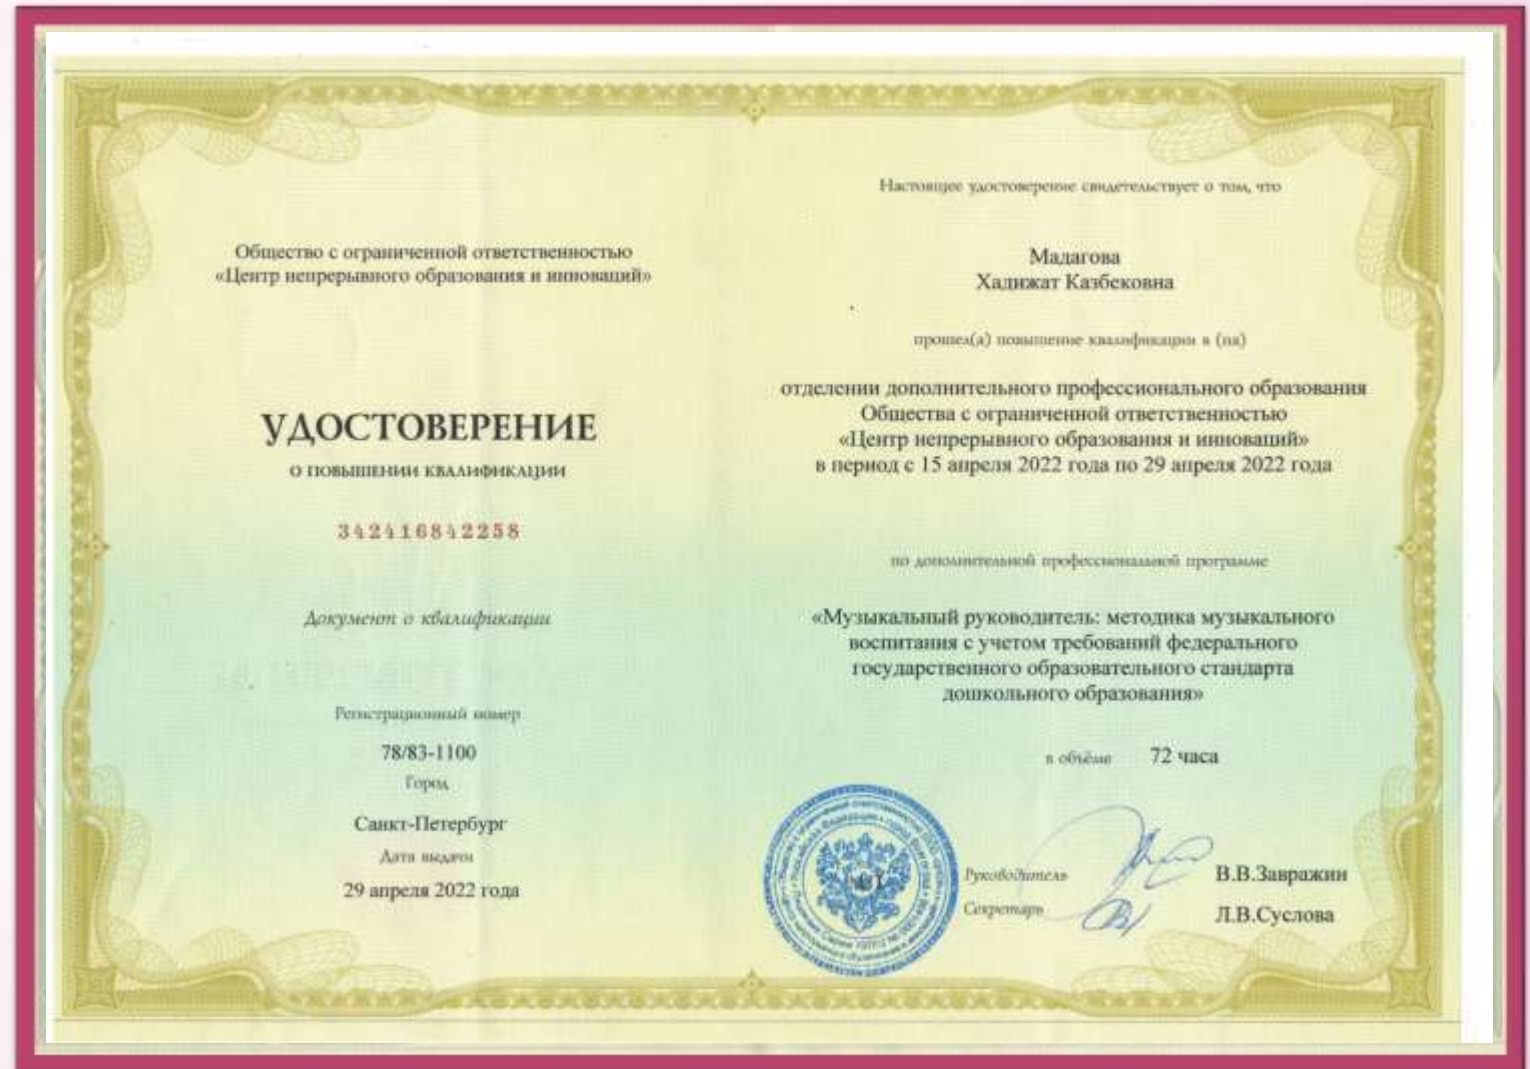 Общество с ограниченной ответственностью
«Центр непрерывного образования и инноваций»
УДОСТОВЕРЕНИЕ
О ПОВЫШЕНИИ КВАЛИФИКАЦИИ
342416842258
Документ о квалификации
Регистрационный номер
78/83-1100
Город
Санкт-Петербург
Дата выдачи
29 апреля 2022 года
Настоящее удостоверение свидетельствует о том, что
Мадагова
Хадижат Казбековна
прошел(а) повышение квалификации в (на)
отделении дополнительного профессионального образования
Общества с ограниченной ответственностью
«Центр непрерывного образования и инноваций»
в период с 15 апреля 2022 года по 29 апреля 2022 года
по дополнительной профессиональной программе
«Музыкальный руководитель: методика музыкального
воспитания с учетом требований федерального
государственного образовательного стандарта
дошкольного образования»
в объёме 72 часа
Руководитель В.В.Завражин
Секретарь Л.В.Суслова